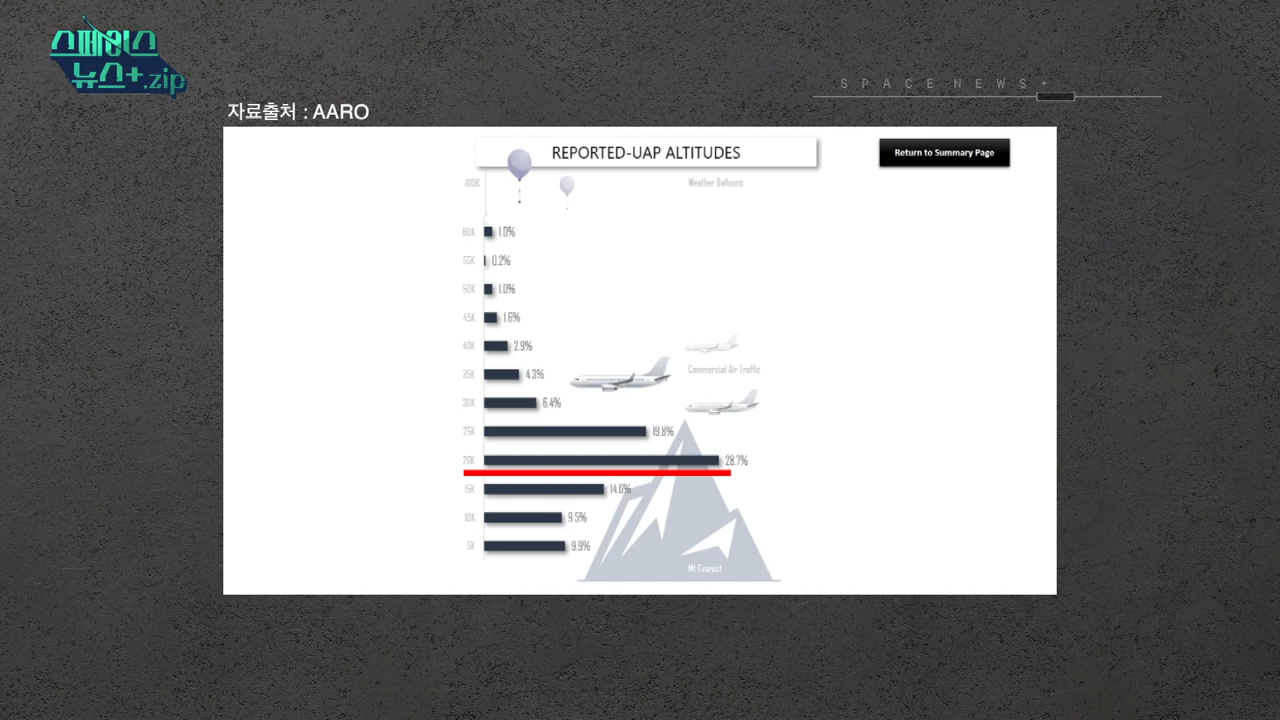 스페이스
뉴스+.zip
SPACE NEWS+
자료출처 : AARO
REPORTED-UAP ALTITUDES
Return to Summary Page
100K
Weather Balloons
60K 1.0%
55K 0.2%
50K 1.0%
45K 1.6%
40K 2.9%
Commercial Air Traffic
35K 4.3%
30K 6.4%
25K 19.8%
20K 28.7%
15K 14.6%
10K 9.5%
5K 9.9%
Mt Everest